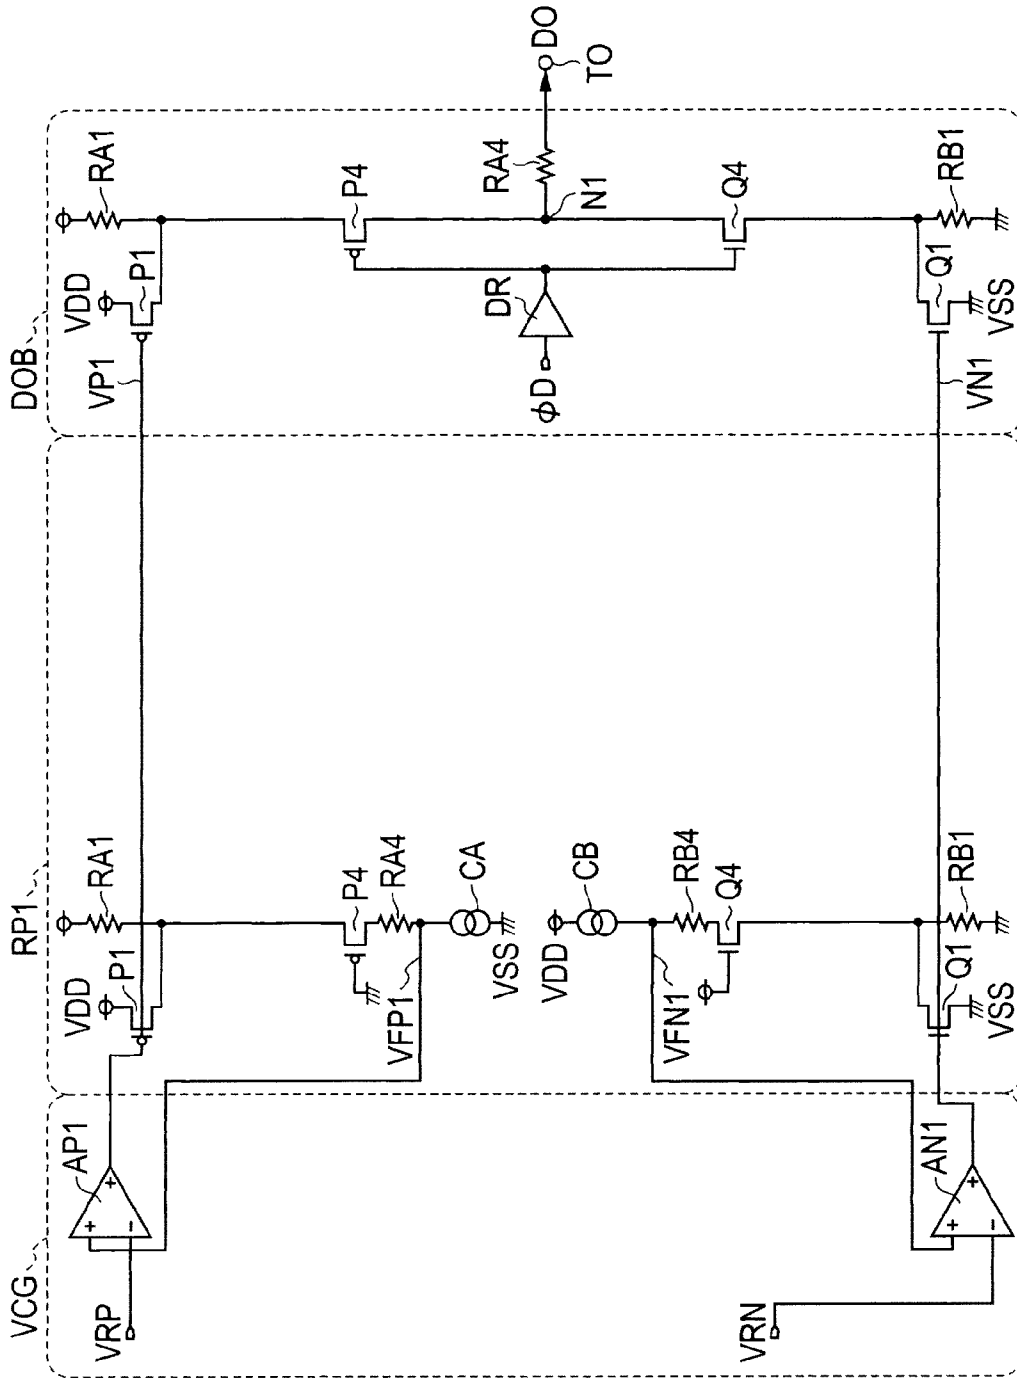 DOB
VDD
P1
RA1
VP1
P4
RA4
DO
TO
N1
DR
φD
Q4
Q1
RB1
VN1
VSS
RP1
RA1
VDD
P1
P4
RA4
CA
VFP1
VSS
CB
VDD
RB4
Q4
VFN1
Q1
RB1
VSS
VCG
AP1
+
+
−
VRP
AN1
+
+
−
VRN